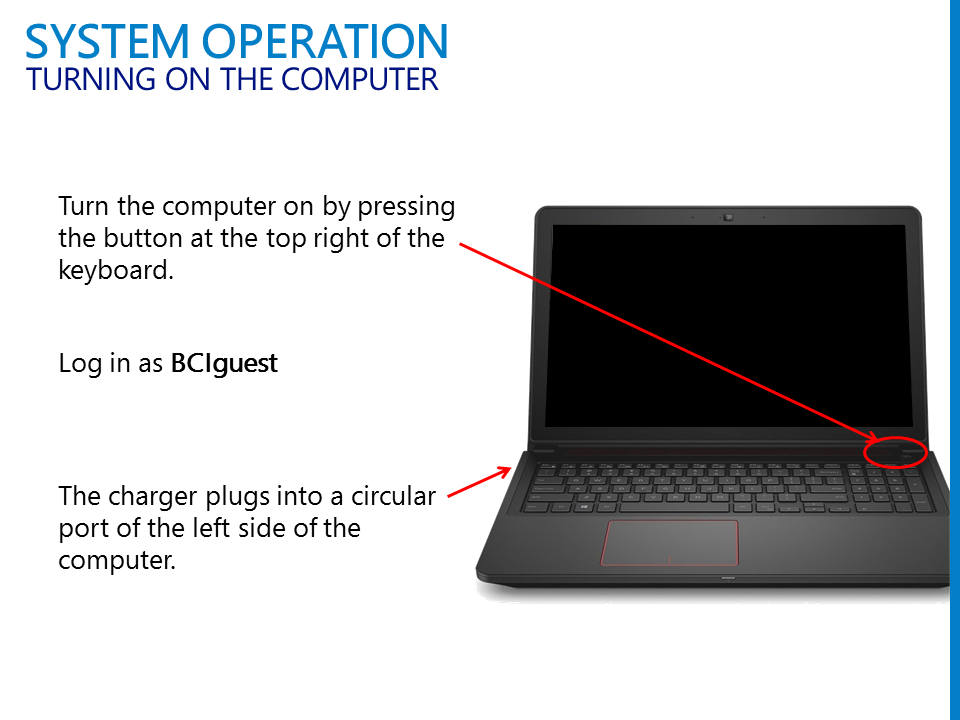 SYSTEM OPERATION
TURNING ON THE COMPUTER
Turn the computer on by pressing
the button at the top right of the
keyboard.
Log in as BCIguest
The charger plugs into a circular
port of the left side of the
computer.